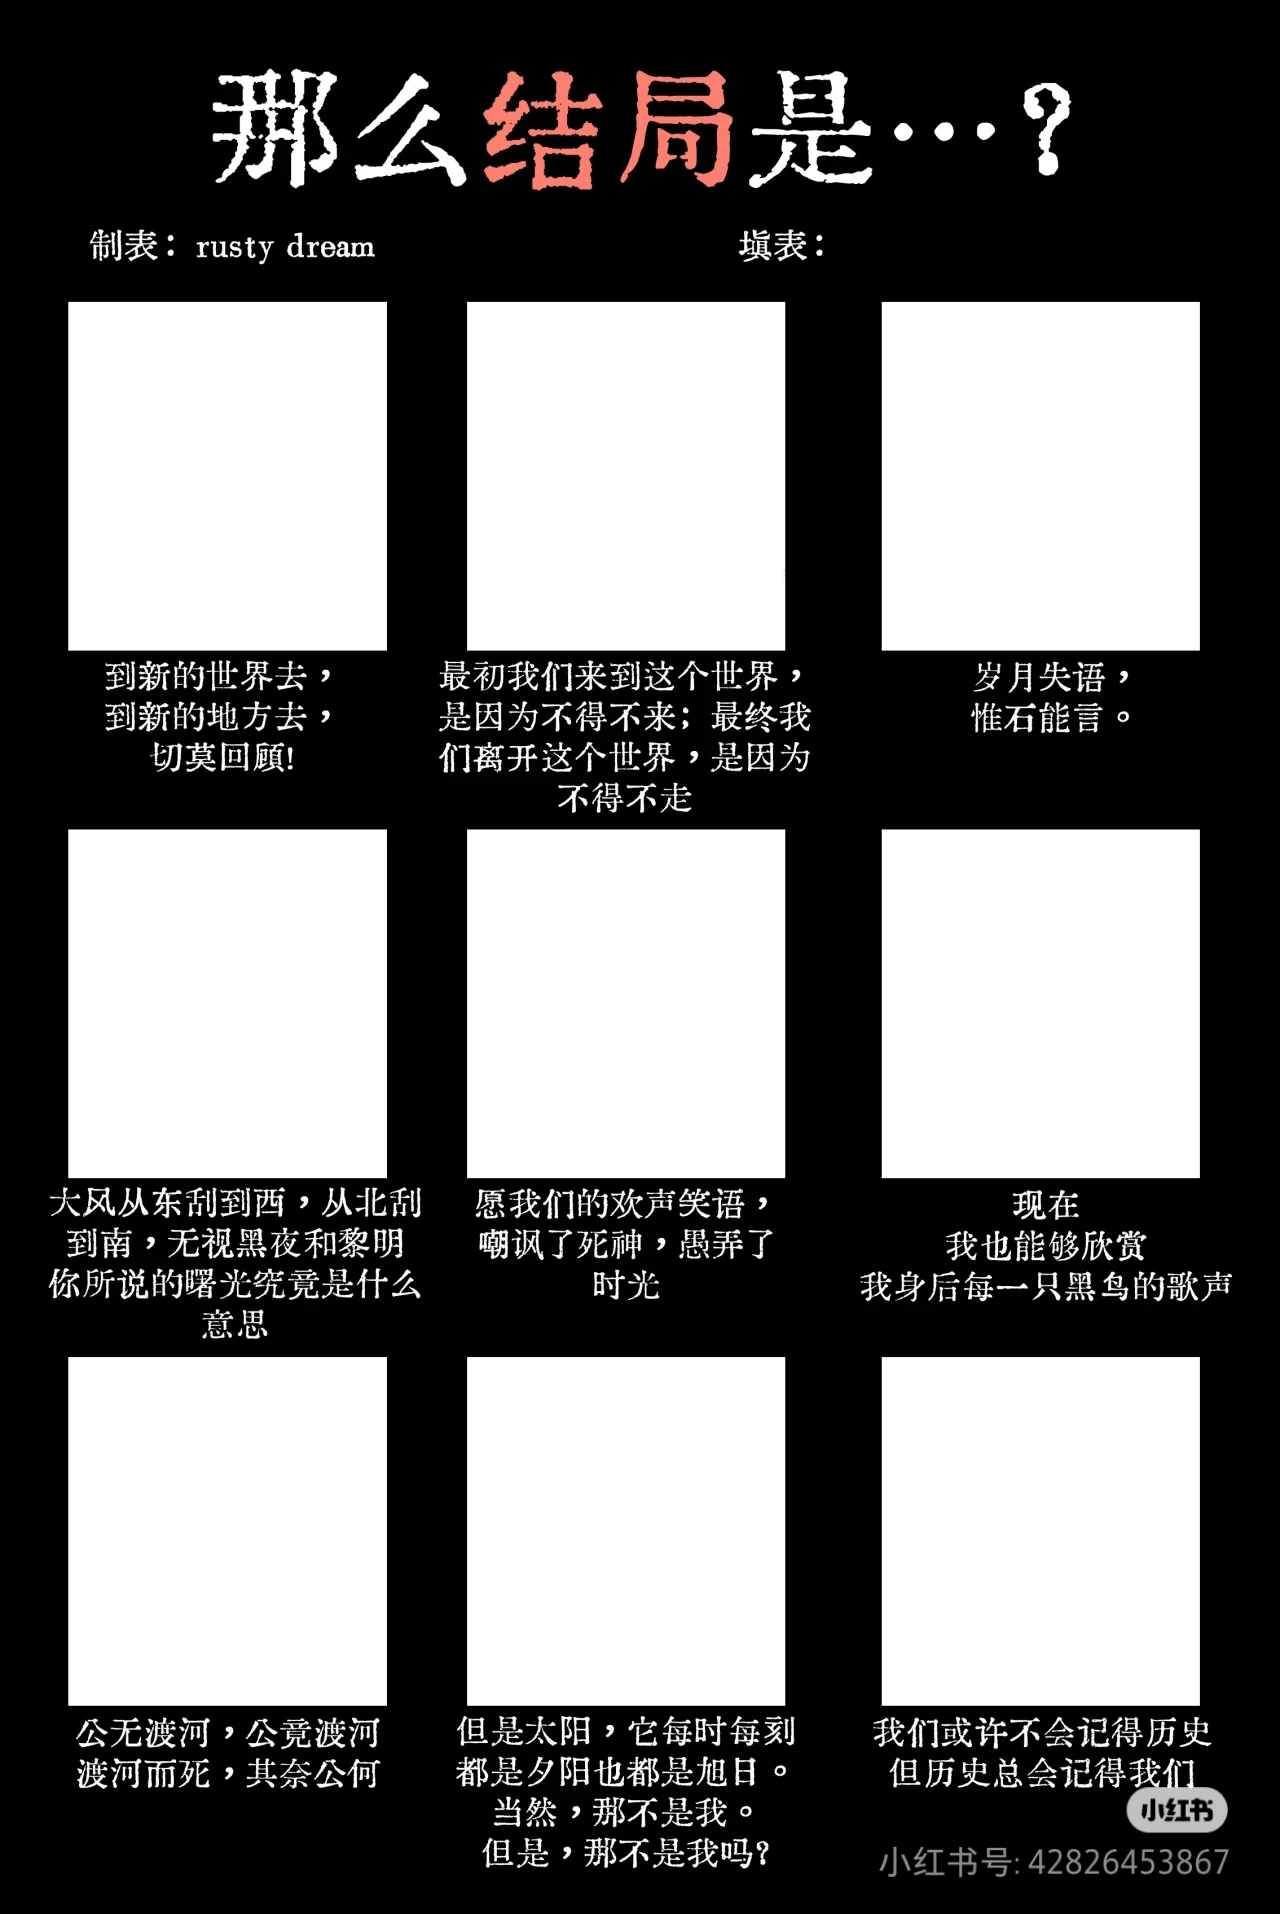 那么结局是…？
制表：rusty dream
填表：
到新的世界去，
到新的地方去，
切莫回顧!
最初我们来到这个世界，
是因为不得不来；最终我
们离开这个世界，是因为
不得不走
岁月失语，
惟石能言。
大风从东刮到西，从北刮
到南，无视黑夜和黎明
你所说的曙光究竟是什么
意思
愿我们的欢声笑语，
嘲讽了死神，愚弄了
时光
现在
我也能够欣赏
我身后每一只黑鸟的歌声
公无渡河，公竟渡河
渡河而死，其奈公何
但是太阳，它每时每刻
都是夕阳也都是旭日。
当然，那不是我。
但是，那不是我吗？
我们或许不会记得历史
但历史总会记得我们
小红书
小红书号: 42826453867